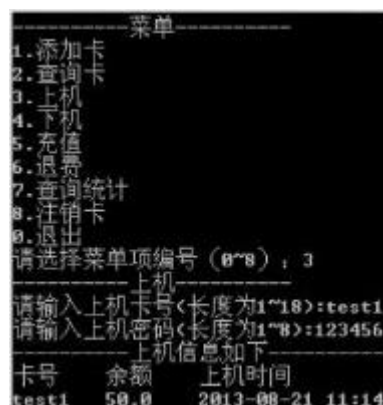 ----------菜单----------
1.添加卡
2.查询卡
3.上机
4.下机
5.充值
6.退费
7.查询统计
8.注销卡
0.退出
请选择菜单项编号（0~8）：3
----------上机----------
请输入上机卡号(长度为1~18):test1
请输入上机密码(长度为1~8):123456
----------上机信息如下----------
卡号 余额 上机时间
test1 50.0 2013-08-21 11:14